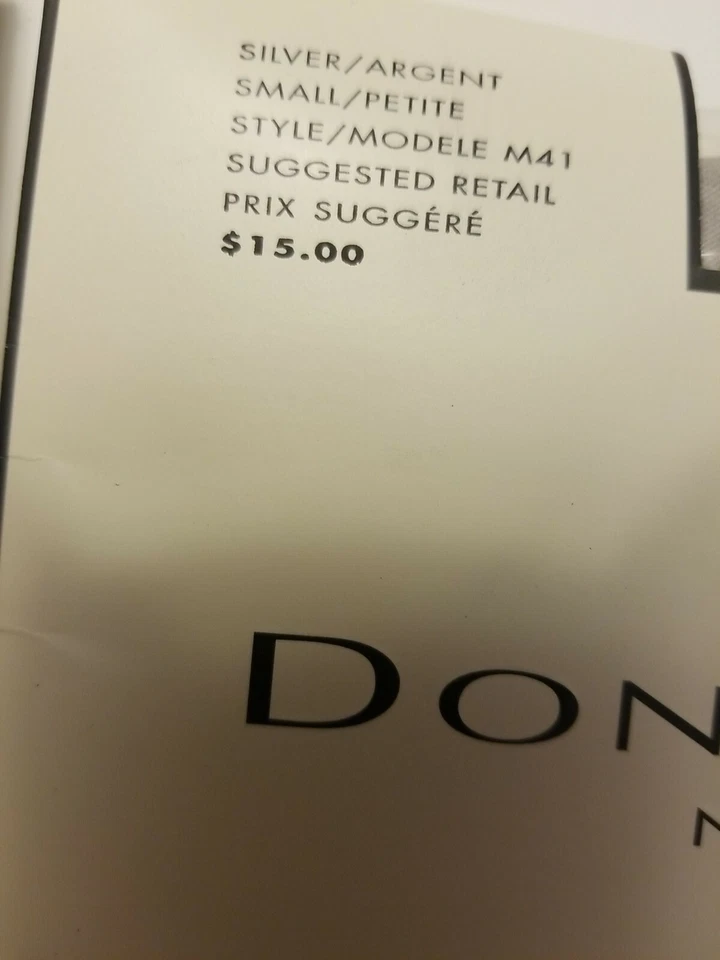 SILVER/ARGENT
SMALL/PETITE
STYLE/MODELE M41
SUGGESTED RETAIL
PRIX SUGGÉRÉ
$15.00
DON
N